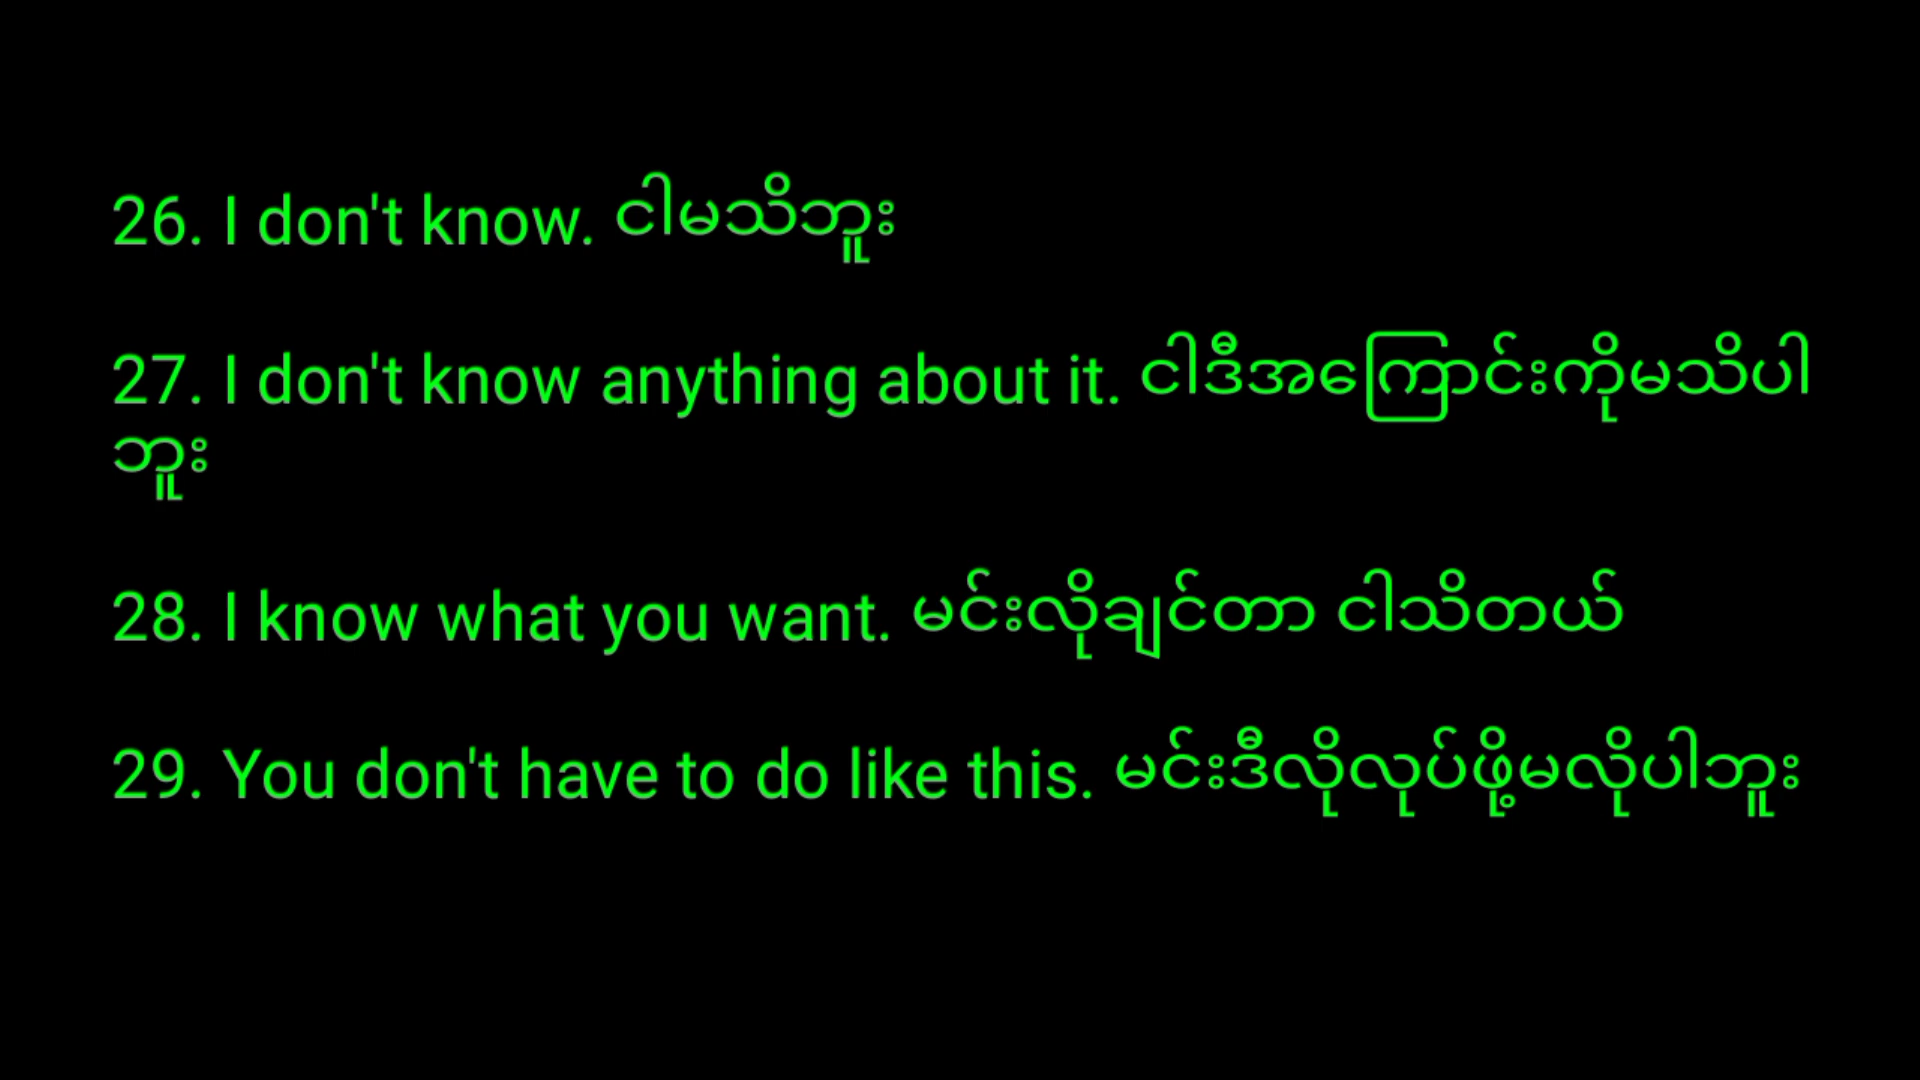 26. I don't know. ငါမသိဘူး
27. I don't know anything about it. ငါဒီအကြောင်းကိုမသိပါ
ဘူး
28. I know what you want. မင်းလိုချင်တာ ငါသိတယ်
29. You don't have to do like this. မင်းဒီလိုလုပ်ဖို့မလိုပါဘူး